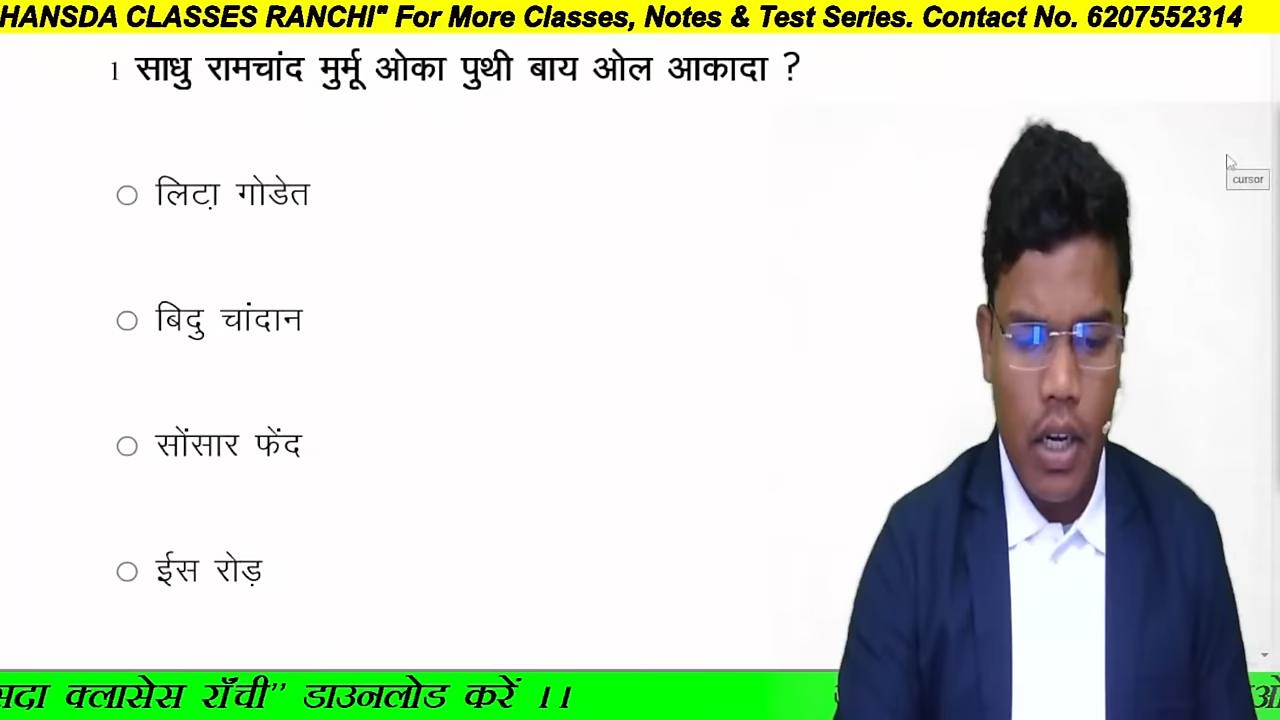 HANSDA CLASSES RANCHI" For More Classes, Notes & Test Series. Contact No. 6207552314
1 साधु रामचांद मुर्मू ओका पुथी बाय ओल आकादा ?
cursor
लिटा़ गोडेत
बिदु चांदान
सोंसार फेंद
ईस रोड़
सदा क्लासेस राँची” डाउनलोड करें ।।